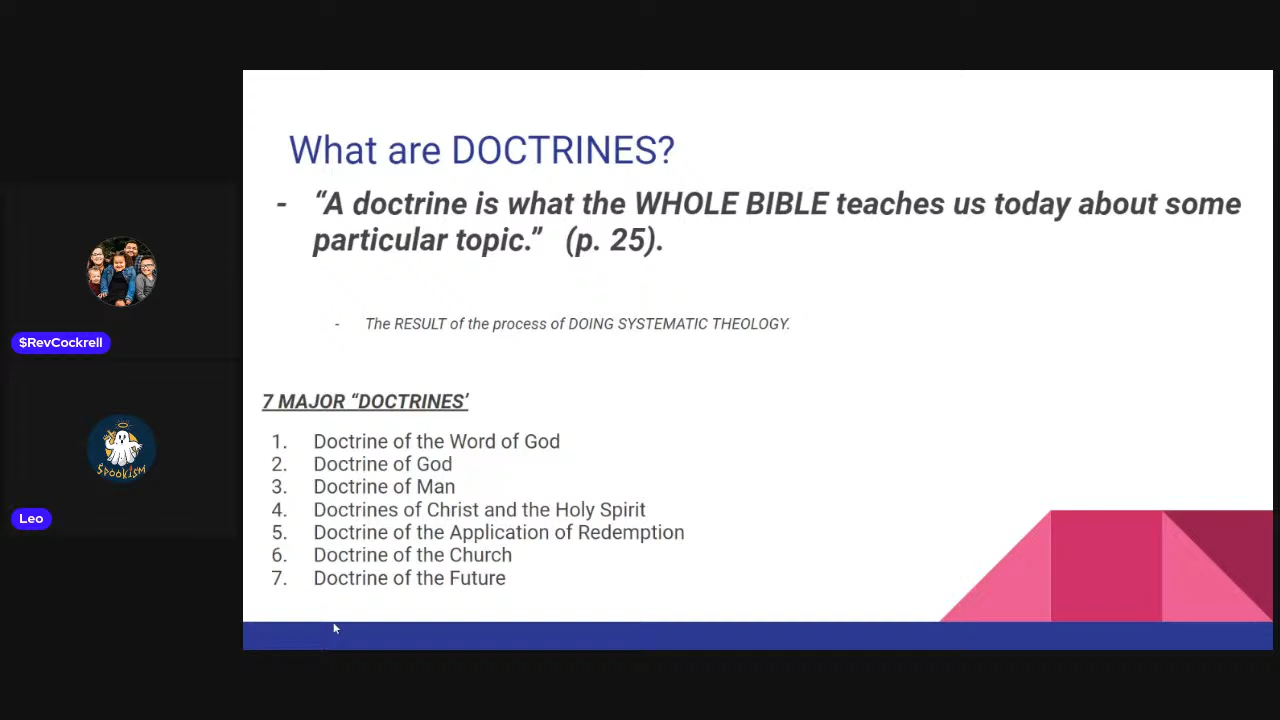 What are DOCTRINES?
- “A doctrine is what the WHOLE BIBLE teaches us today about some
particular topic.” (p. 25).
- The RESULT of the process of DOING SYSTEMATIC THEOLOGY.
7 MAJOR “DOCTRINES’
1. Doctrine of the Word of God
2. Doctrine of God
3. Doctrine of Man
4. Doctrines of Christ and the Holy Spirit
5. Doctrine of the Application of Redemption
6. Doctrine of the Church
7. Doctrine of the Future
$RevCockrell
SPOOKISM
Leo